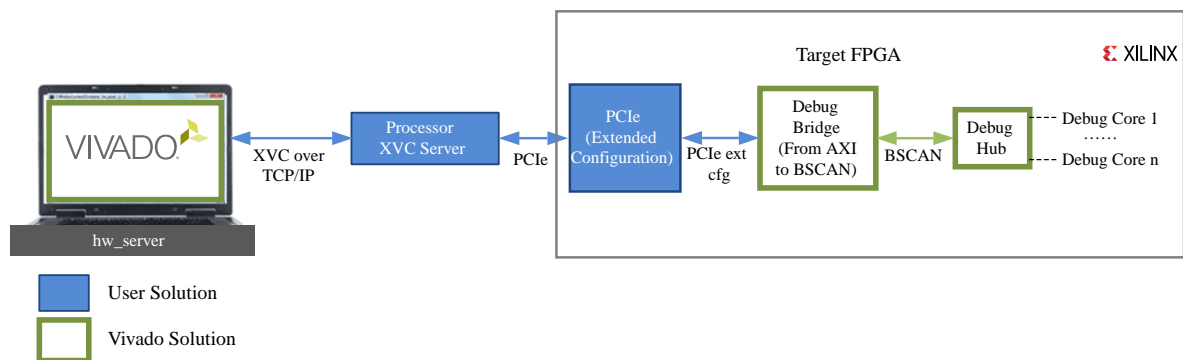 Target FPGA
XILINX
VIVADO
hw_server
XVC over
TCP/IP
Processor
XVC Server
PCIe
PCIe
(Extended
Configuration)
PCIe ext
cfg
Debug
Bridge
(From AXI
to BSCAN)
BSCAN
Debug
Hub
Debug Core 1
......
Debug Core n
User Solution
Vivado Solution